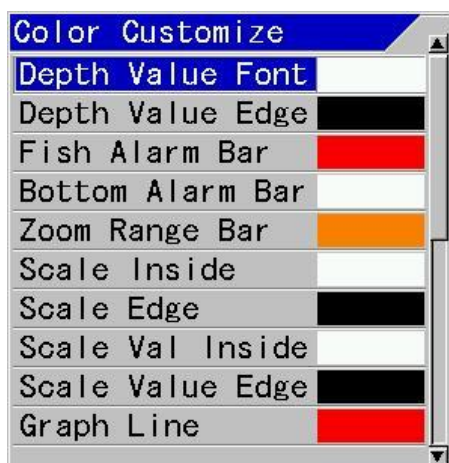 Color Customize
Depth Value Font
Depth Value Edge
Fish Alarm Bar
Bottom Alarm Bar
Zoom Range Bar
Scale Inside
Scale Edge
Scale Val Inside
Scale Value Edge
Graph Line